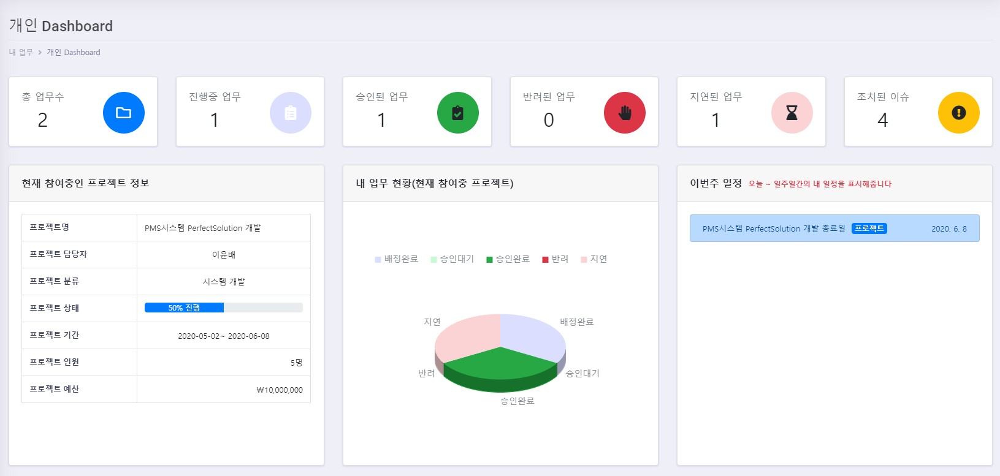 개인 Dashboard
내 업무 > 개인 Dashboard
총 업무수
2
진행중 업무
1
승인된 업무
1
반려된 업무
0
지연된 업무
1
조치된 이슈
4
현재 참여중인 프로젝트 정보
프로젝트명 PMS시스템 PerfectSolution 개발
프로젝트 담당자 이윤배
프로젝트 분류 시스템 개발
프로젝트 상태 50% 진행
프로젝트 기간 2020-05-02~ 2020-06-08
프로젝트 인원 5명
프로젝트 예산 ₩10,000,000
내 업무 현황(현재 참여중 프로젝트)
배정완료 승인대기 승인완료 반려 지연
지연 배정완료
반려 승인대기
승인완료
이번주 일정 오늘 ~ 일주일간의 내 일정을 표시해줍니다
PMS시스템 PerfectSolution 개발 종료일 프로젝트 2020. 6. 8